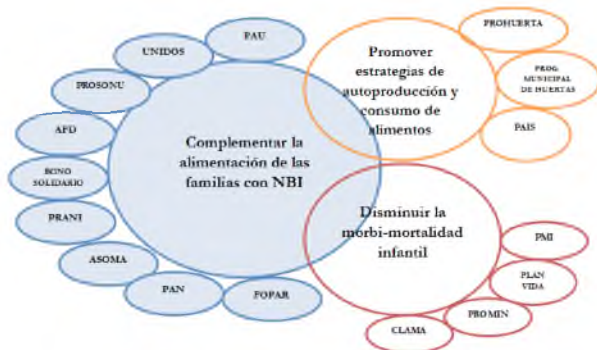 PAU
UNIDOS
PROSONU
AFD
BONO
SOLIDARIO
PRANI
ASOMA
PAN
FOPAR
Complementar la
alimentación de las
familias con NBI
Promover
estrategias de
autoproducción y
consumo de
alimentos
PROHUERTA
PROG
MUNICIPAL
DE HUERTAS
PAIS
Disminuir la
morbi-mortalidad
infantil
PMI
PLAN
VIDA
PROMIN
CLAMA